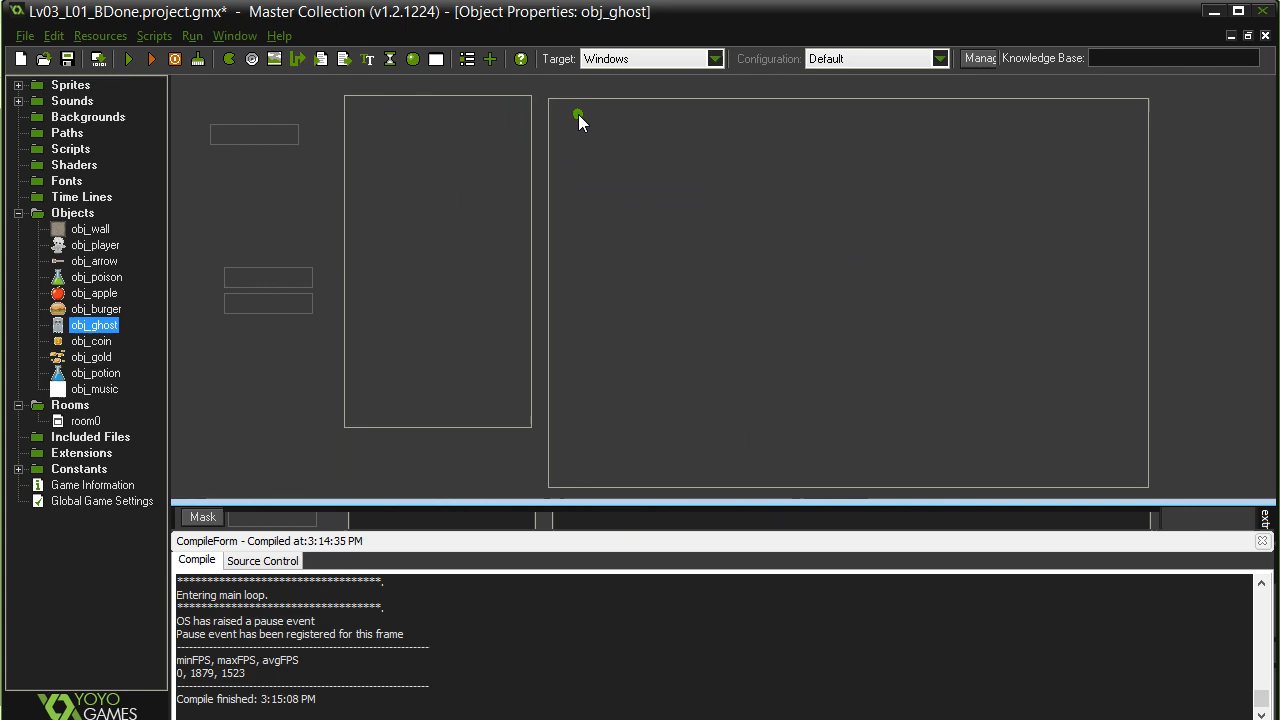 Lv03_L01_BDone.project.gmx* - Master Collection (v1.2.1224) - [Object Properties: obj_ghost]
File Edit Resources Scripts Run Window Help
Target: Windows Configuration: Default Manag Knowledge Base:
Sprites
Sounds
Backgrounds
Paths
Scripts
Shaders
Fonts
Time Lines
Objects
obj_wall
obj_player
obj_arrow
obj_poison
obj_apple
obj_burger
obj_ghost
obj_coin
obj_gold
obj_potion
obj_music
Rooms
room0
Included Files
Extensions
Constants
Game Information
Global Game Settings
YOYO
GAMES
Mask
extr
CompileForm - Compiled at:3:14:35 PM
Compile Source Control
***********************************.
Entering main loop.
***********************************.
OS has raised a pause event
Pause event has been registered for this frame
----------------------------------------------------------------
minFPS, maxFPS, avgFPS
0, 1879, 1523
----------------------------------------------------------------
Compile finished: 3:15:08 PM